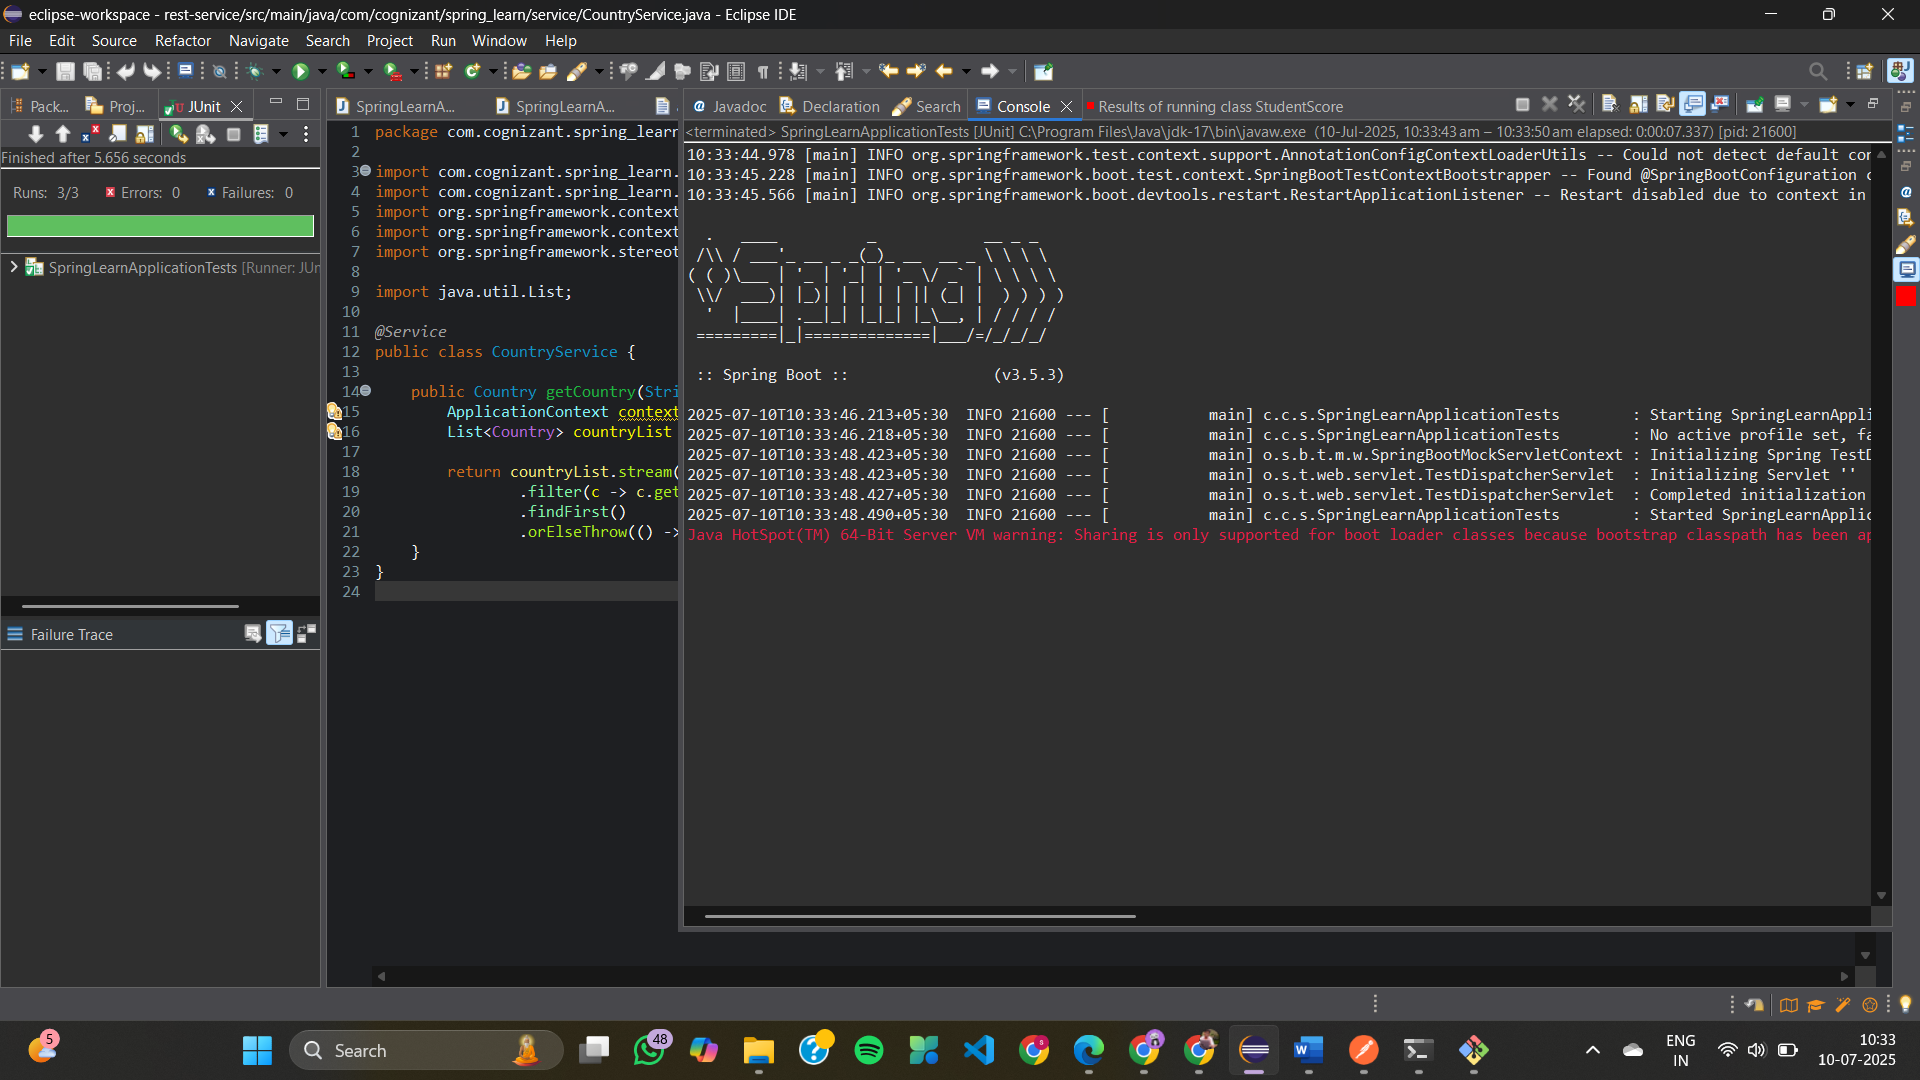 eclipse-workspace - rest-service/src/main/java/com/cognizant/spring_learn/service/CountryService.java - Eclipse IDE
File Edit Source Refactor Navigate Search Project Run Window Help
Pack... Proj... JUnit
Finished after 5.656 seconds
Runs: 3/3 Errors: 0 Failures: 0
SpringLearnApplicationTests [Runner: JUn
Failure Trace
SpringLearnA... SpringLearnA...
1 package com.cognizant.spring_learn
2
3 import com.cognizant.spring_learn.
4 import com.cognizant.spring_learn.
5 import org.springframework.context
6 import org.springframework.context
7 import org.springframework.stereot
8
9 import java.util.List;
10
11 @Service
12 public class CountryService {
13
14 public Country getCountry(Stri
15 ApplicationContext context
16 List<Country> countryList
17
18 return countryList.stream(
19 .filter(c -> c.get
20 .findFirst()
21 .orElseThrow(() ->
22 }
23 }
24
Javadoc Declaration Search Console Results of running class StudentScore
<terminated> SpringLearnApplicationTests [JUnit] C:\Program Files\Java\jdk-17\bin\javaw.exe (10-Jul-2025, 10:33:43 am – 10:33:50 am elapsed: 0:00:07.337) [pid: 21600]
10:33:44.978 [main] INFO org.springframework.test.context.support.AnnotationConfigContextLoaderUtils -- Could not detect default con
10:33:45.228 [main] INFO org.springframework.boot.test.context.SpringBootTestContextBootstrapper -- Found @SpringBootConfiguration c
10:33:45.566 [main] INFO org.springframework.boot.devtools.restart.RestartApplicationListener -- Restart disabled due to context in
Spring
:: Spring Boot :: (v3.5.3)
2025-07-10T10:33:46.213+05:30 INFO 21600 --- [ main] c.c.s.SpringLearnApplicationTests : Starting SpringLearnAppli
2025-07-10T10:33:46.218+05:30 INFO 21600 --- [ main] c.c.s.SpringLearnApplicationTests : No active profile set, fa
2025-07-10T10:33:48.423+05:30 INFO 21600 --- [ main] o.s.b.t.m.w.SpringBootMockServletContext : Initializing Spring TestD
2025-07-10T10:33:48.423+05:30 INFO 21600 --- [ main] o.s.t.web.servlet.TestDispatcherServlet : Initializing Servlet ''
2025-07-10T10:33:48.427+05:30 INFO 21600 --- [ main] o.s.t.web.servlet.TestDispatcherServlet : Completed initialization
2025-07-10T10:33:48.490+05:30 INFO 21600 --- [ main] c.c.s.SpringLearnApplicationTests : Started SpringLearnApplic
Java HotSpot(TM) 64-Bit Server VM warning: Sharing is only supported for boot loader classes because bootstrap classpath has been ap
5
Search
48
ENG
IN
10:33
10-07-2025